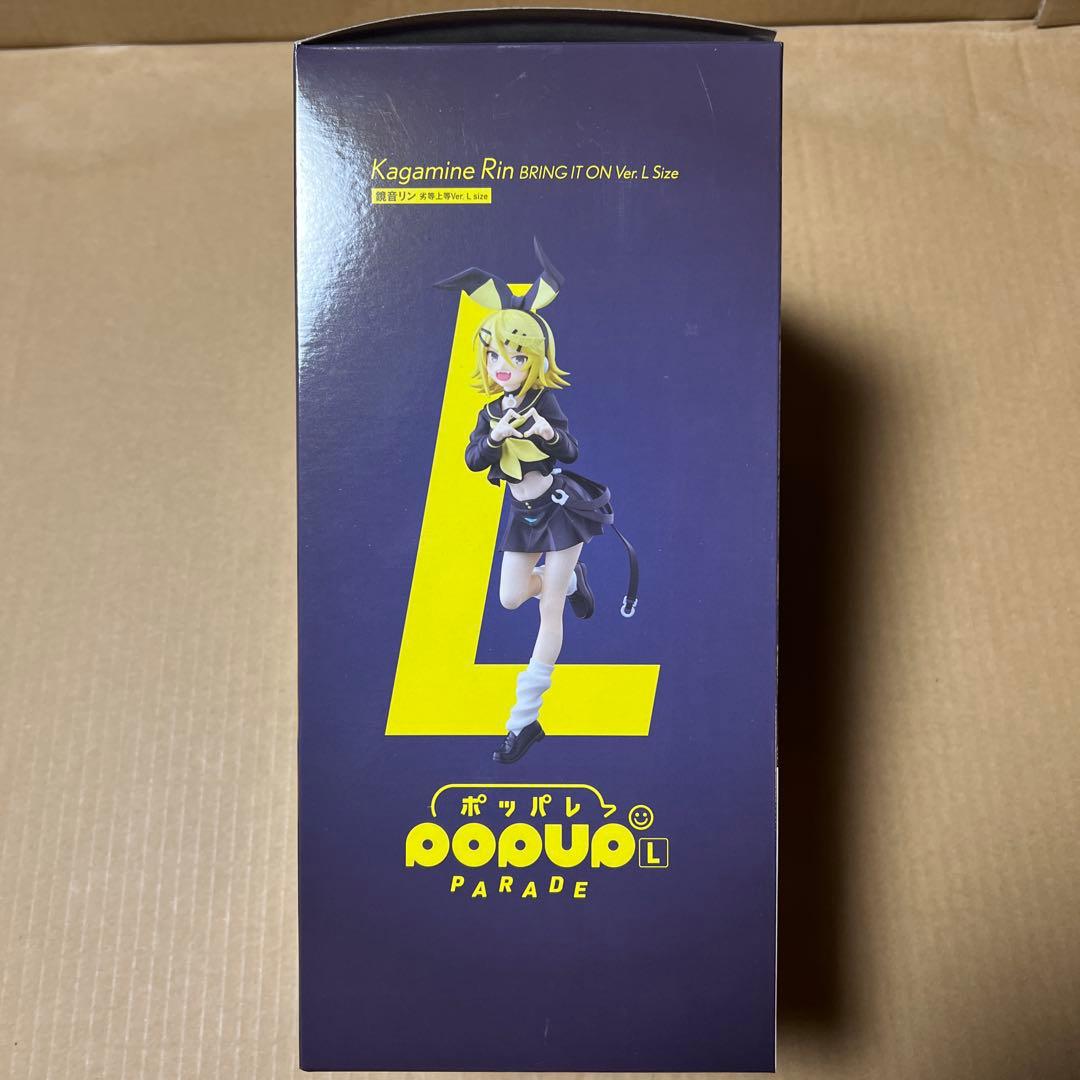 Kagamine Rin BRING IT ON Ver. L Size
鏡音リン 劣等上等Ver. L size
L
ポッパレ
POPUP L
PARADE